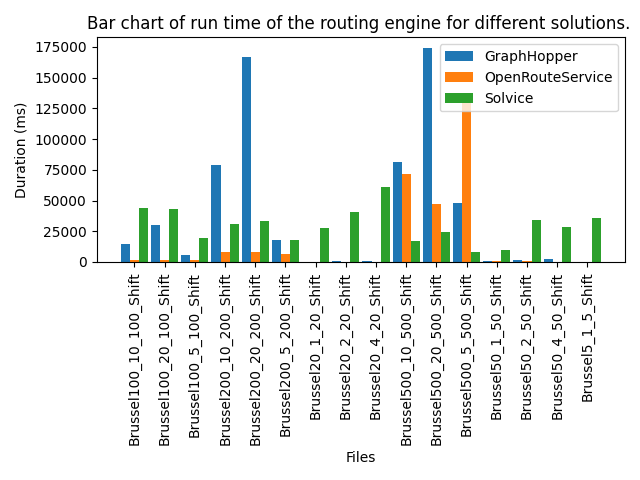 Bar chart of run time of the routing engine for different solutions.
175000
150000
125000
100000
75000
50000
25000
0
Duration (ms)
GraphHopper
OpenRouteService
Solvice
Brussel100_10_100_Shift
Brussel100_20_100_Shift
Brussel100_5_100_Shift
Brussel200_10_200_Shift
Brussel200_20_200_Shift
Brussel200_5_200_Shift
Brussel20_1_20_Shift
Brussel20_2_20_Shift
Brussel20_4_20_Shift
Brussel500_10_500_Shift
Brussel500_20_500_Shift
Brussel500_5_500_Shift
Brussel50_1_50_Shift
Brussel50_2_50_Shift
Brussel50_4_50_Shift
Brussel5_1_5_Shift
Files